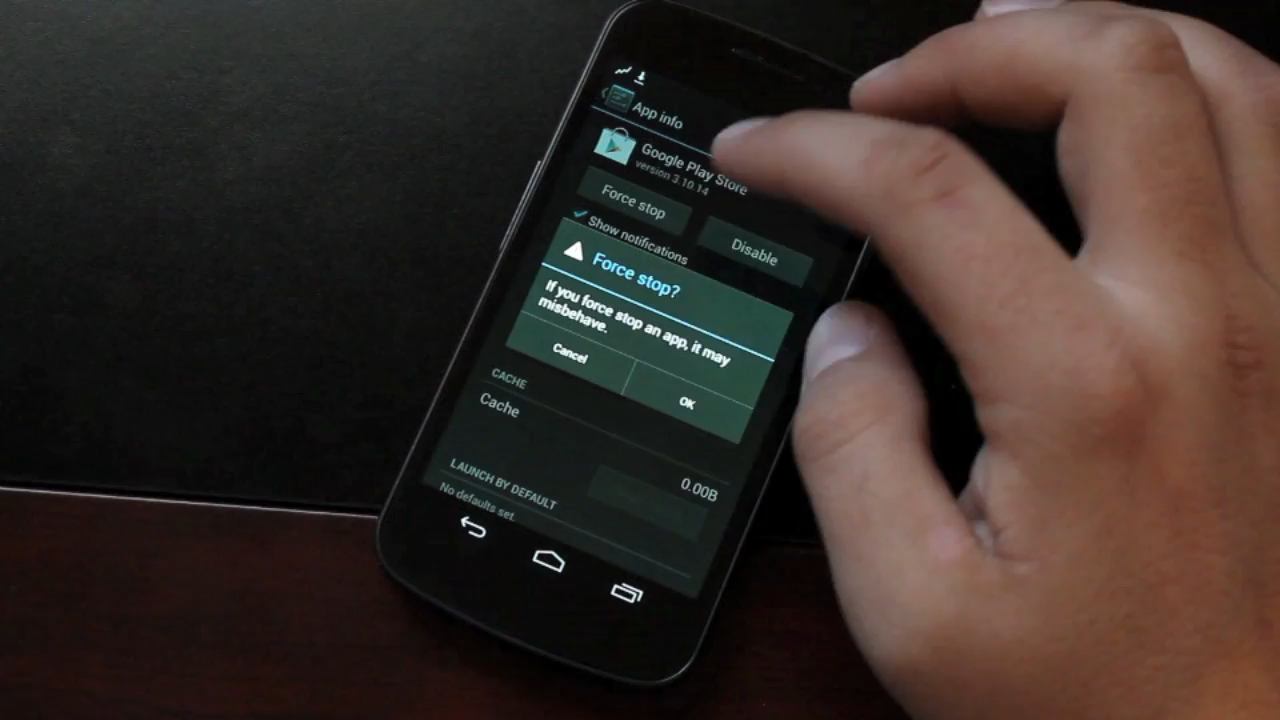 App info
Google Play Store
version 3.10.14
Force stop
Disable
Show notifications
Force stop?
If you force stop an app, it may
misbehave.
Cancel
OK
CACHE
Cache
0.00B
LAUNCH BY DEFAULT
No defaults set.